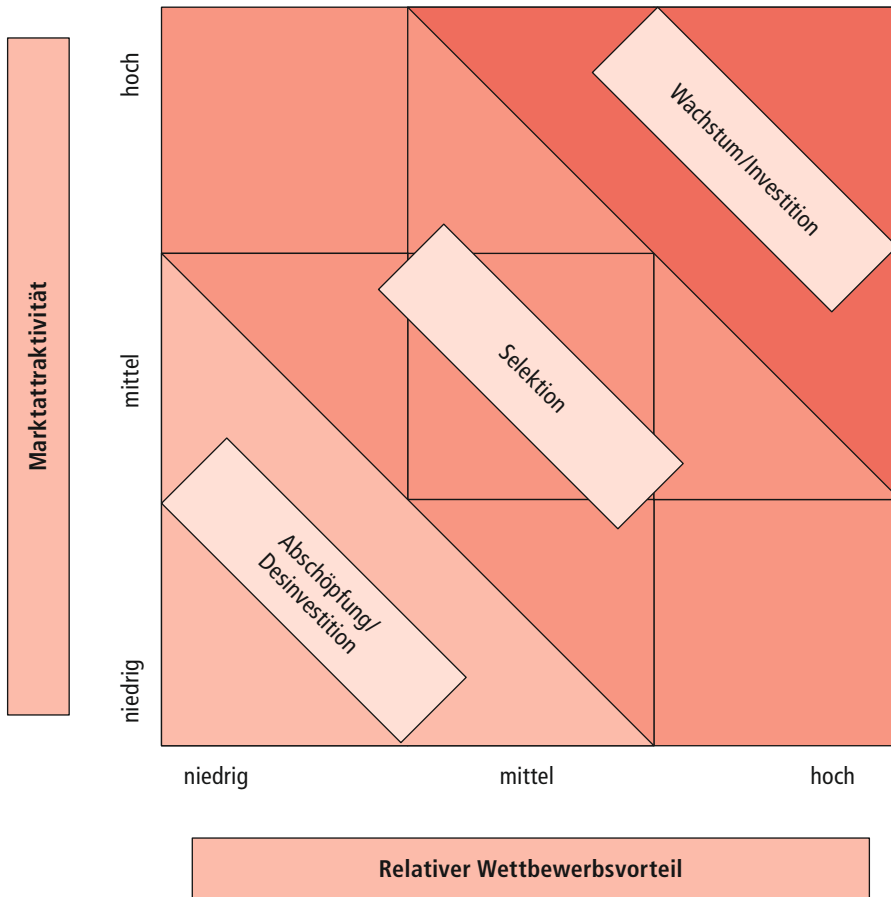 Marktattraktivität
hoch
mittel
niedrig
Wachstum/Investition
Selektion
Abschöpfung/
Desinvestition
niedrig
mittel
hoch
Relativer Wettbewerbsvorteil